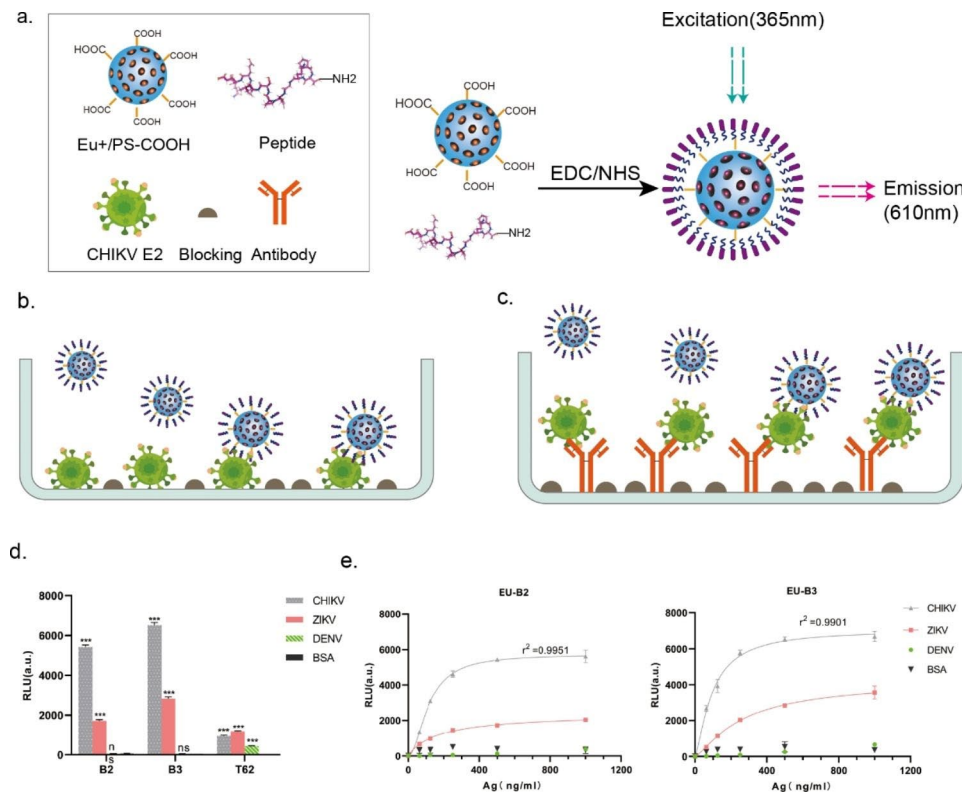 a.
COOH
HOOC
COOH
HOOC
COOH
COOH
NH2
Eu+/PS-COOH
Peptide
CHIKV E2
Blocking
Antibody
COOH
HOOC
COOH
HOOC
COOH
COOH
NH2
EDC/NHS
Excitation(365nm)
Emission
(610nm)
b.
c.
d.
RLU(a.u.)
8000
6000
4000
2000
0
***
***
n
s
***
***
ns
***
***
***
B2
B3
T62
CHIKV
ZIKV
DENV
BSA
e.
EU-B2
RLU(a.u.)
8000
6000
4000
2000
0
r² =0.9951
0
400
800
1200
Ag( ng/ml)
EU-B3
RLU(a.u.)
8000
6000
4000
2000
0
r² =0.9901
0
400
800
1200
Ag( ng/ml)
CHIKV
ZIKV
DENV
BSA